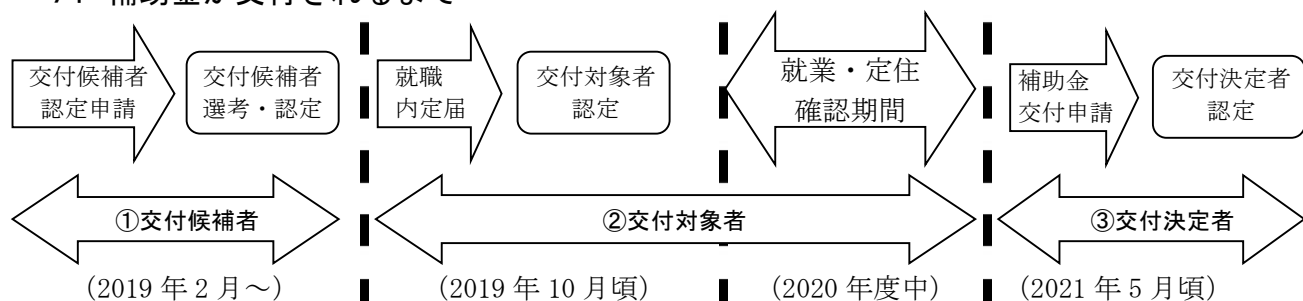 補助金が交付されるまで
交付候補者
認定申請
交付候補者
選考・認定
就職
内定届
交付対象者
認定
就業・定住
確認期間
補助金
交付申請
交付決定者
認定
①交付候補者
②交付対象者
③交付決定者
(2019 年 2 月~)
(2019 年 10 月頃)
(2020 年度中)
(2021 年 5 月頃)